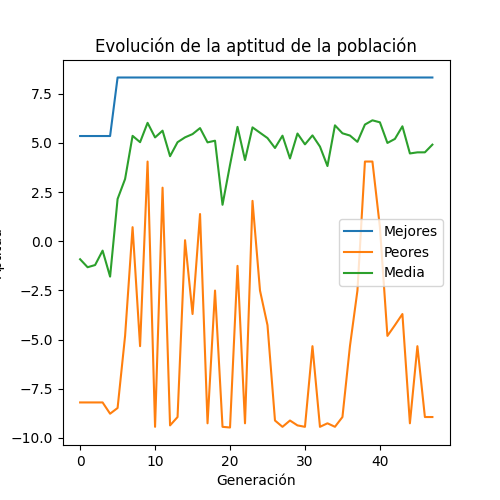 Evolución de la aptitud de la población
7.5
5.0
2.5
0.0
−2.5
−5.0
−7.5
−10.0
Mejores
Peores
Media
0
10
20
30
40
Generación